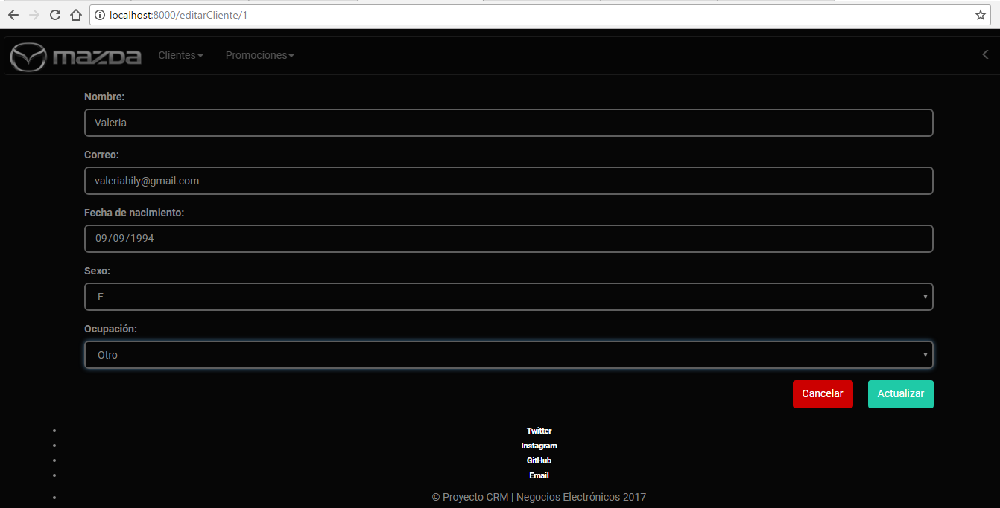 localhost:8000/editarCliente/1
mazda Clientes Promociones
Nombre:
Valeria
Correo:
valeriahily@gmail.com
Fecha de nacimiento:
09/09/1994
Sexo:
F
Ocupación:
Otro
Cancelar Actualizar
Twitter
Instagram
GitHub
Email
© Proyecto CRM | Negocios Electrónicos 2017